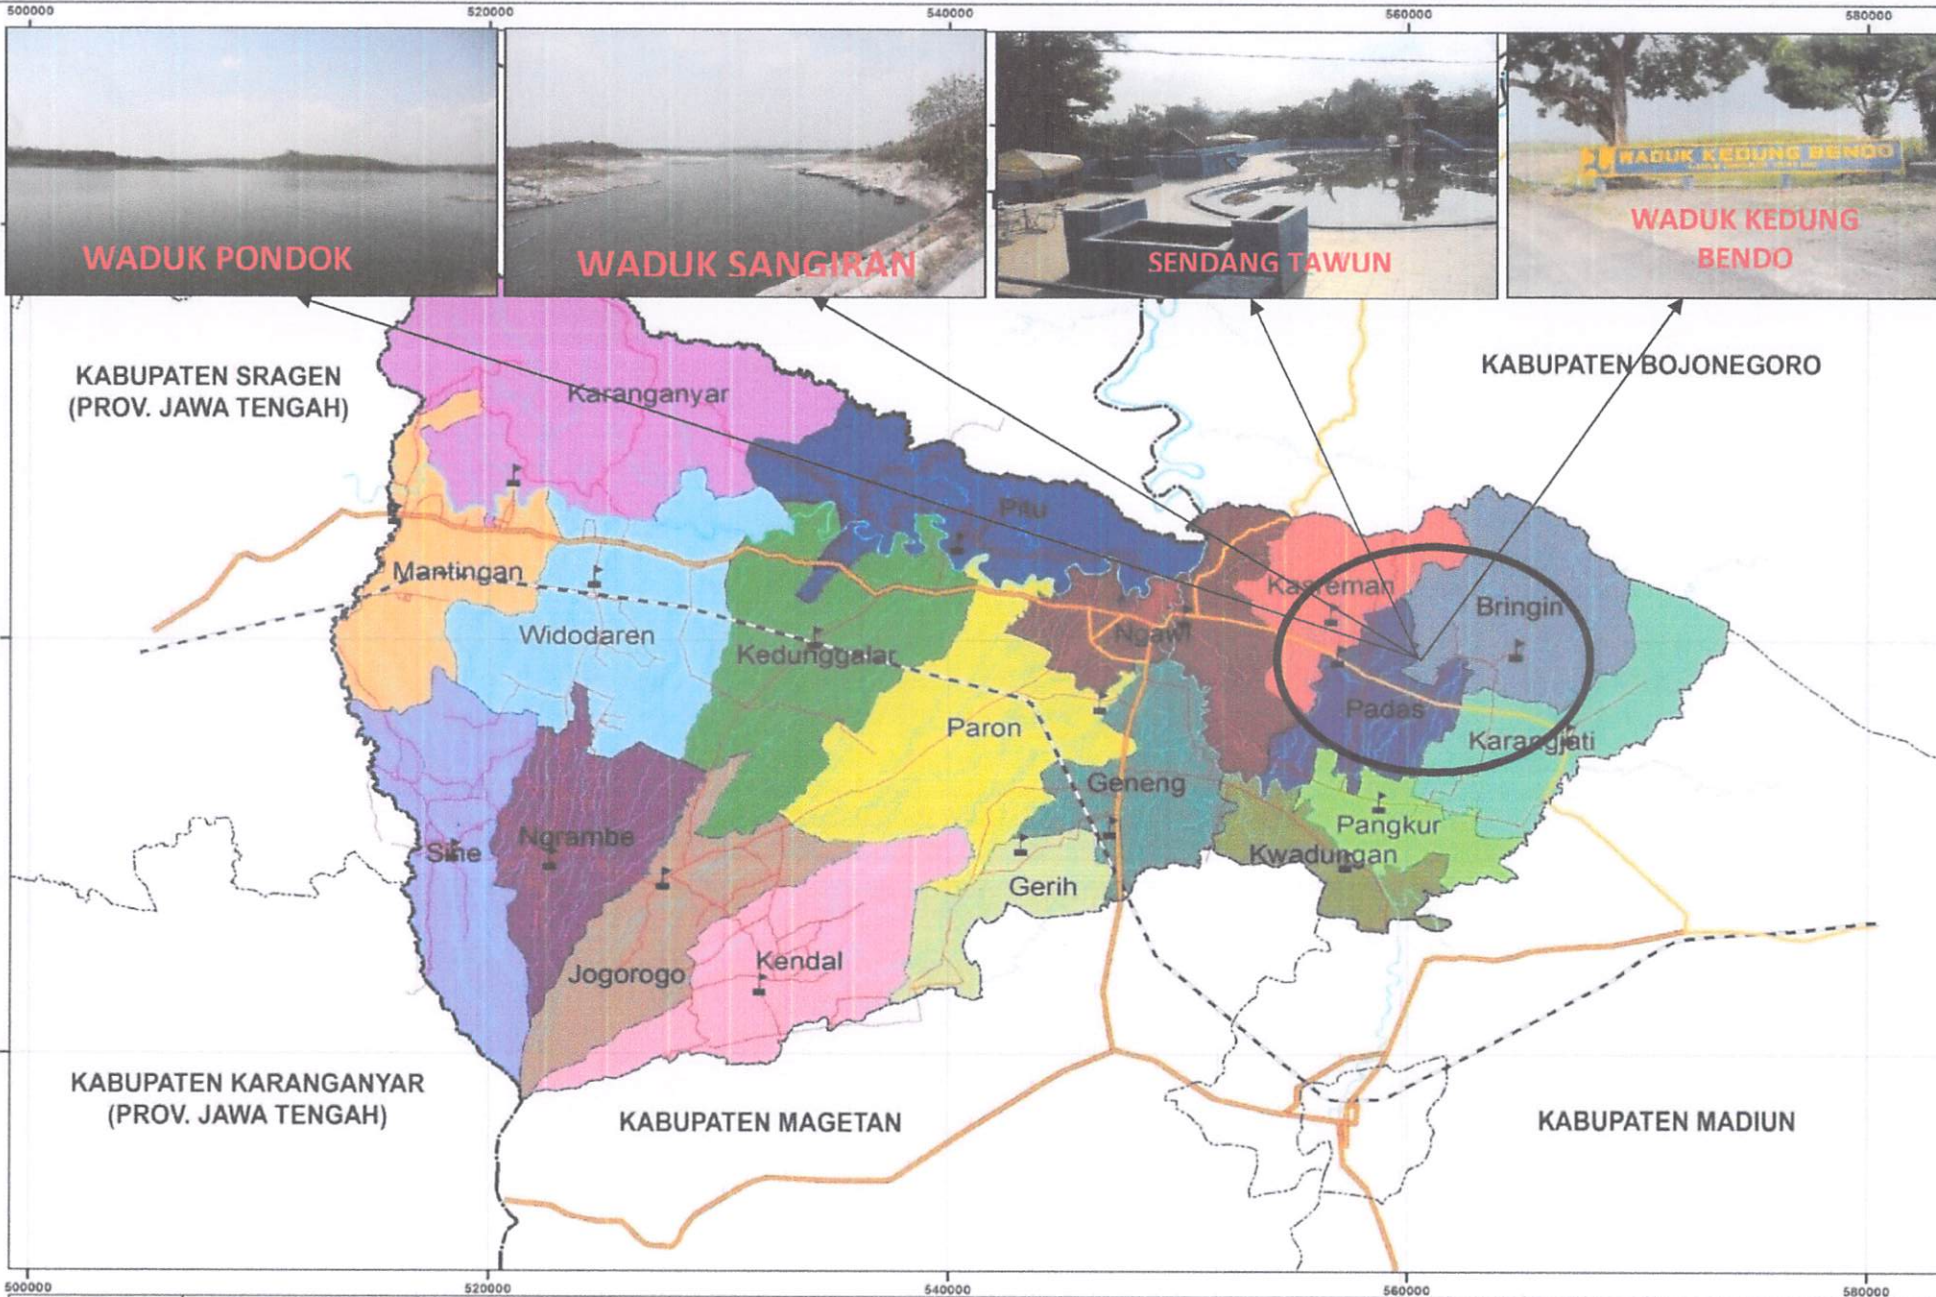 500000
520000
540000
560000
580000
WADUK PONDOK
WADUK SANGIRAN
SENDANG TAWUN
WADUK KEDUNG BENDO
WADUK KEDUNG
BENDO
KABUPATEN SRAGEN
(PROV. JAWA TENGAH)
KABUPATEN BOJONEGORO
Karanganyar
Pitu
Mantingan
Kasreman
Bringin
Widodaren
Ngawi
Kedunggalar
Paron
Padas
Karangjati
Geneng
Pangkur
Sine
Ngrambe
Kwadungan
Gerih
Kendal
Jogorogo
KABUPATEN KARANGANYAR
(PROV. JAWA TENGAH)
KABUPATEN MAGETAN
KABUPATEN MADIUN
500000
520000
540000
560000
580000